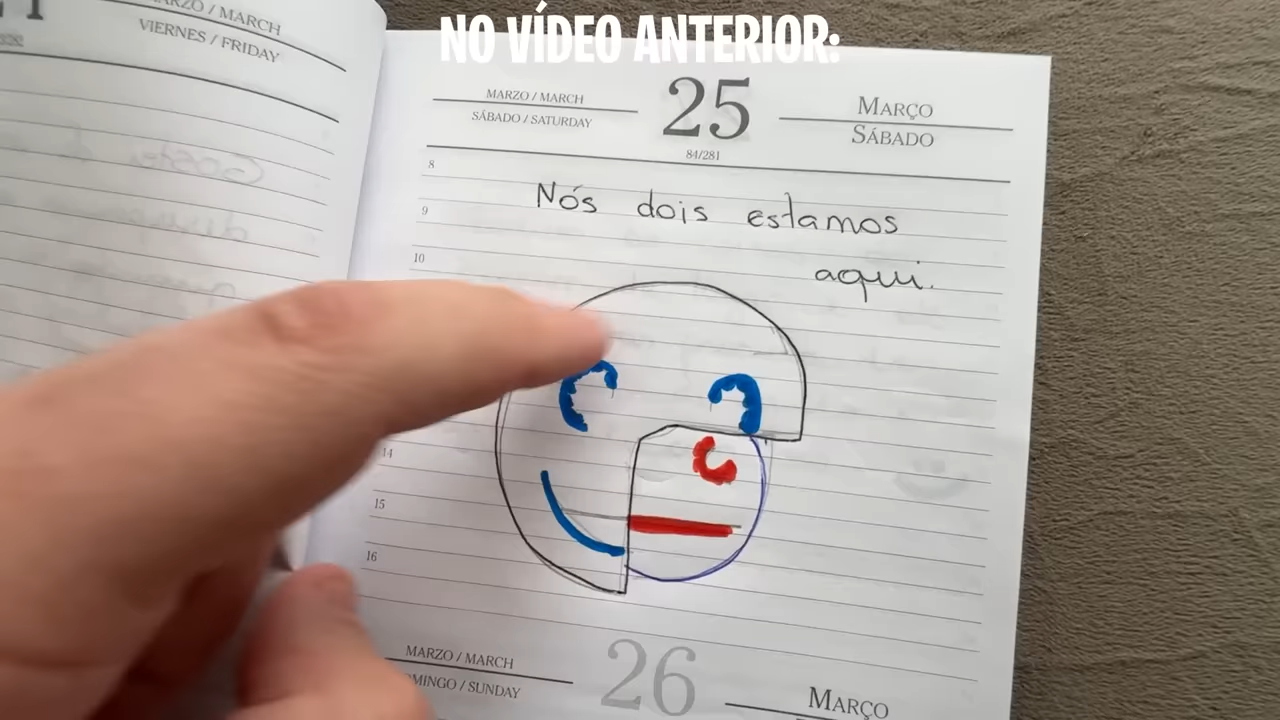 NO VÍDEO ANTERIOR:
MARZO / MARCH
VIERNES / FRIDAY
MARZO / MARCH
SÁBADO / SATURDAY
25
84/281
MARÇO
SÁBADO
8
Nós dois estamos
9
aqui.
10
14
15
16
MARZO / MARCH
DOMINGO / SUNDAY
26
MARÇO